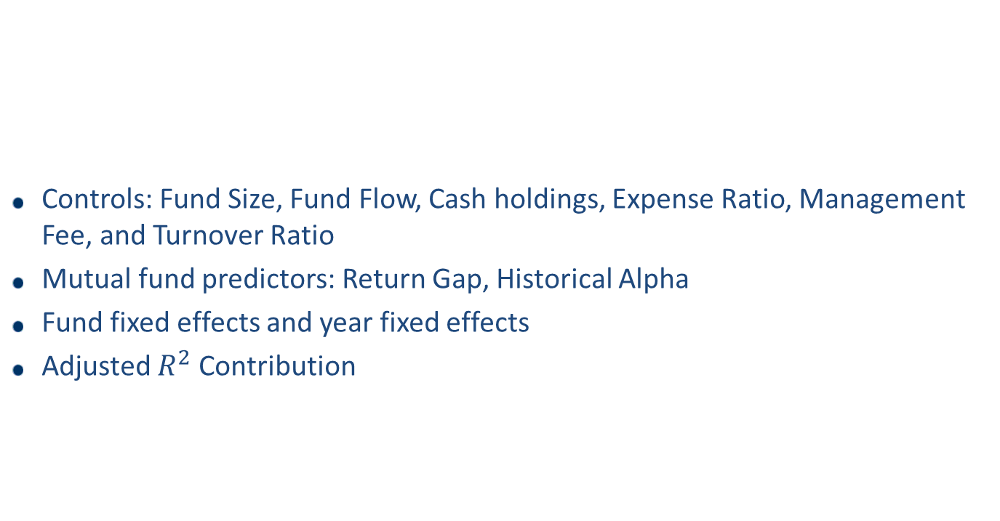 • Controls: Fund Size, Fund Flow, Cash holdings, Expense Ratio, Management
Fee, and Turnover Ratio
• Mutual fund predictors: Return Gap, Historical Alpha
• Fund fixed effects and year fixed effects
• Adjusted R² Contribution